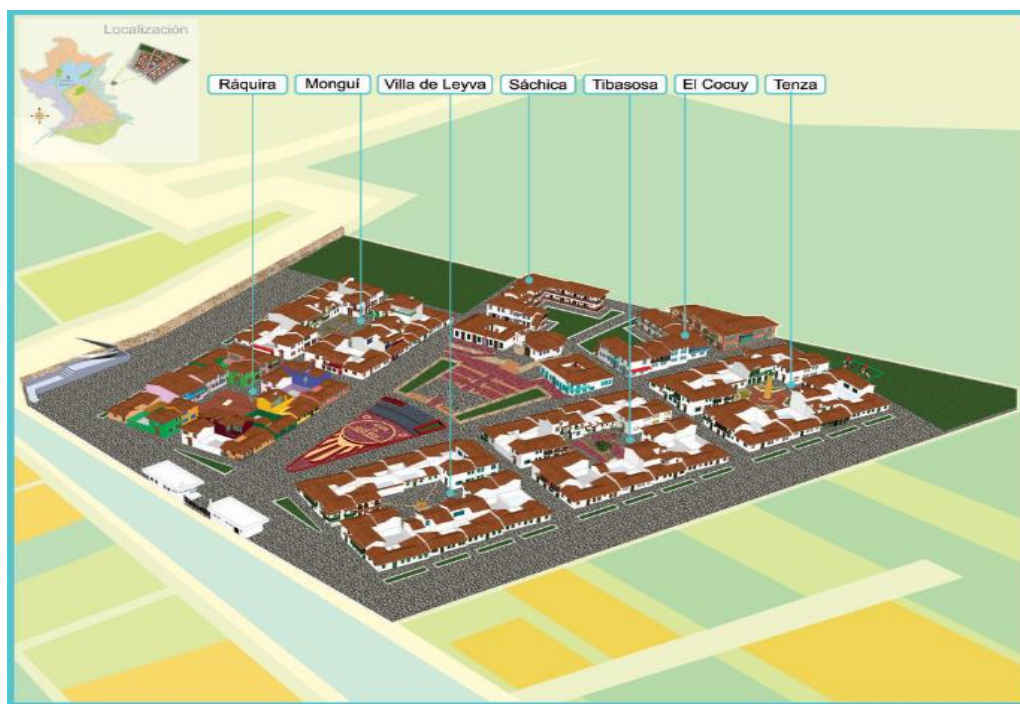 Localización
Ráquira
Monguí
Villa de Leyva
Sáchica
Tibasosa
El Cocuy
Tenza